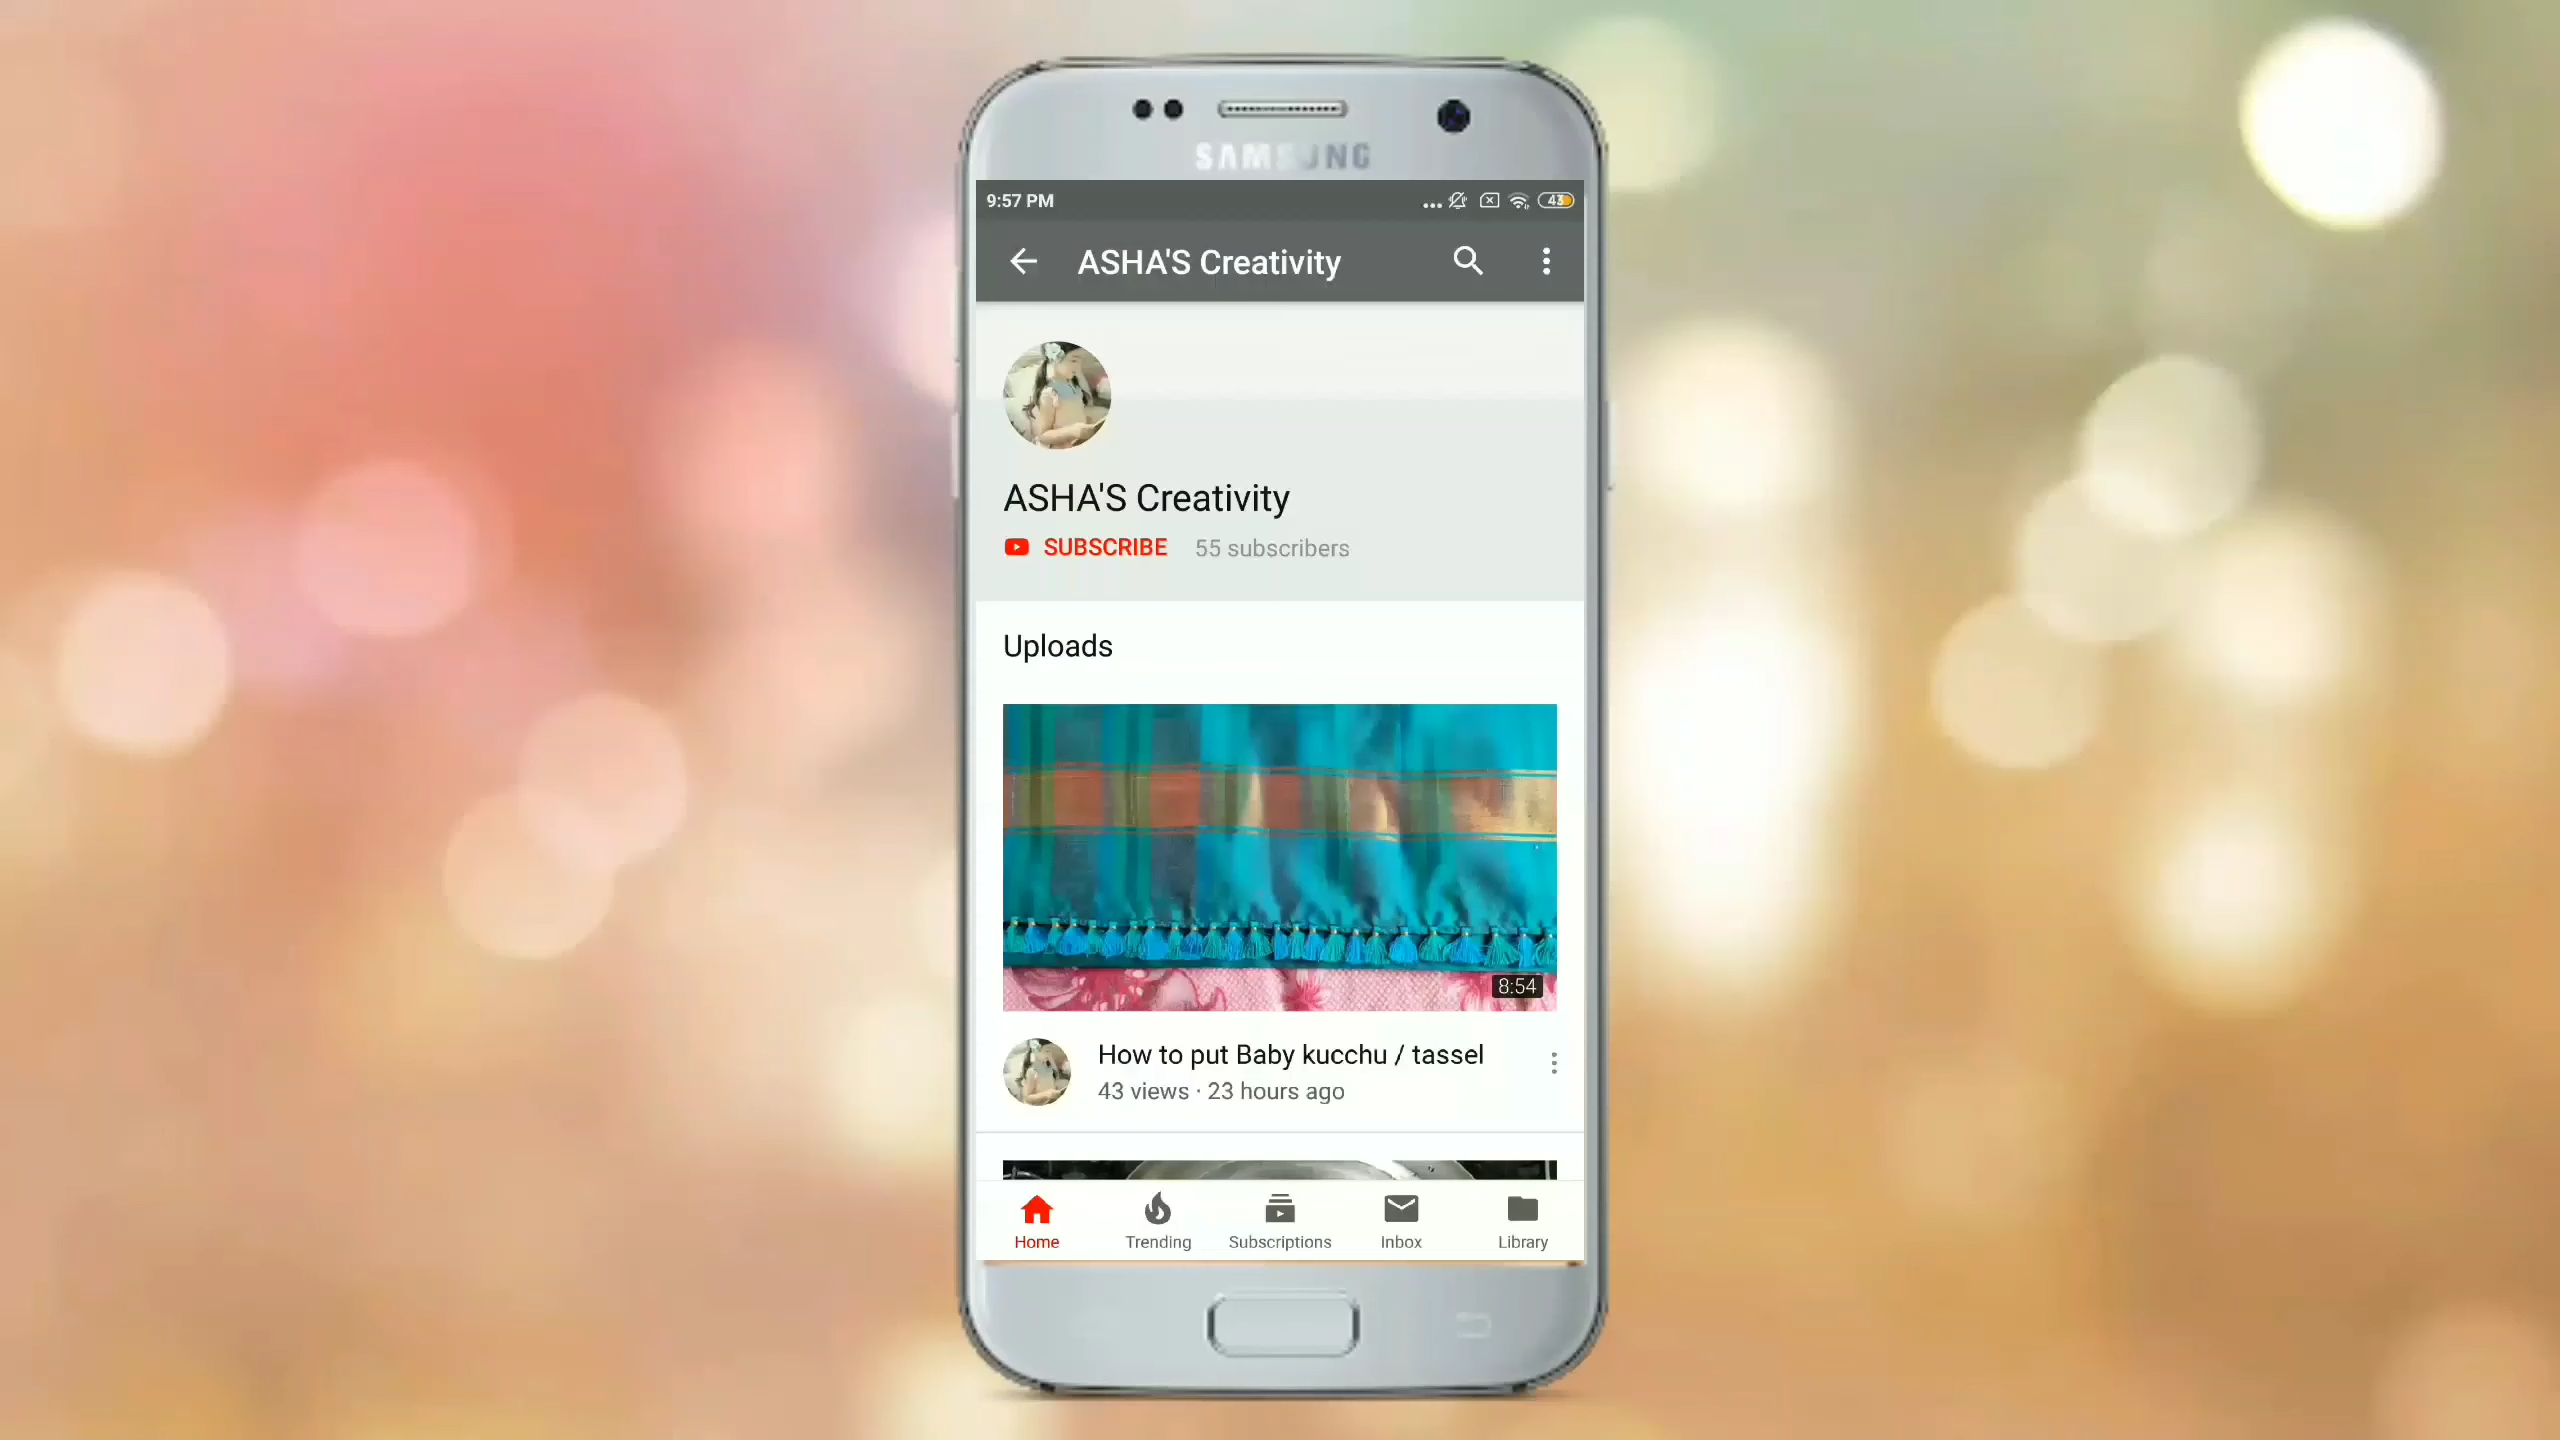 SAMSUNG
9:57 PM
43
ASHA'S Creativity
ASHA'S Creativity
SUBSCRIBE 55 subscribers
Uploads
8:54
How to put Baby kucchu / tassel
43 views · 23 hours ago
Home Trending Subscriptions Inbox Library